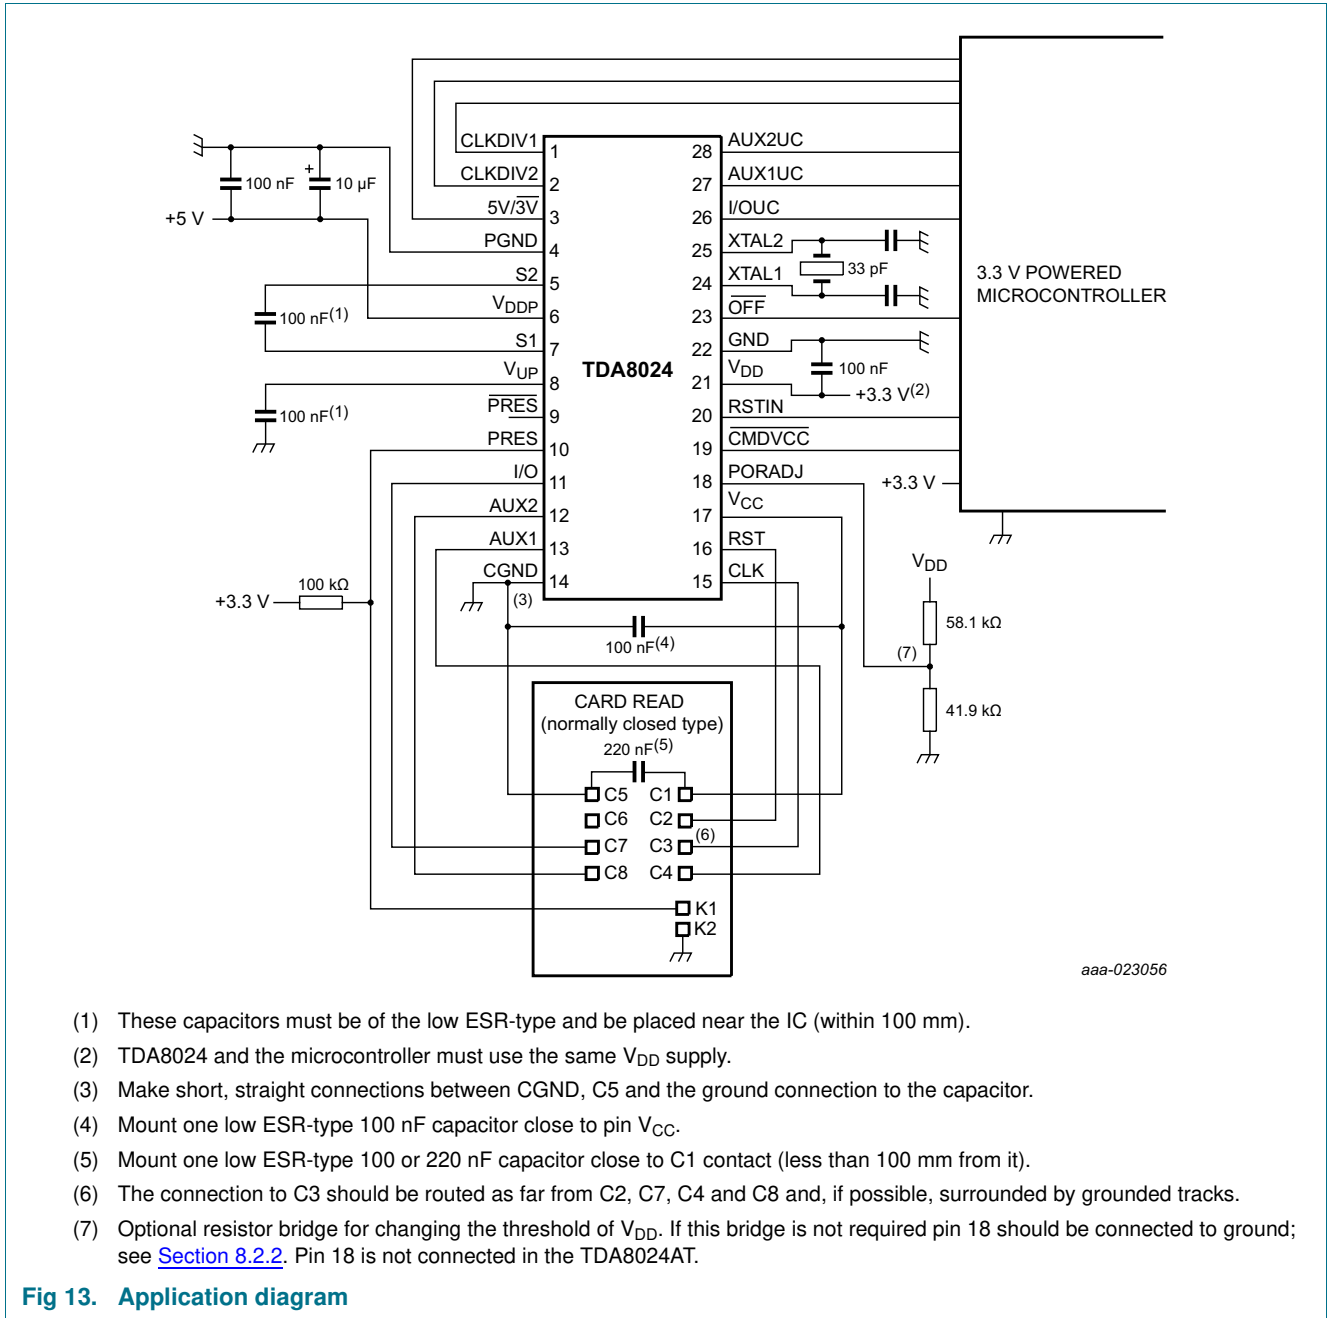 CLKDIV1
1
CLKDIV2
2
5V/3V
3
PGND
4
S2
5
VDDP
6
S1
7
VUP
8
PRES
9
PRES
10
I/O
11
AUX2
12
AUX1
13
CGND
14
(3)
TDA8024
28
AUX2UC
27
AUX1UC
26
I/OUC
25
XTAL2
24
XTAL1
23
OFF
22
GND
21
VDD
20
RSTIN
19
CMDVCC
18
PORADJ
17
VCC
16
RST
15
CLK
100 nF
+
10 µF
+5 V
100 nF(1)
100 nF(1)
100 kΩ
+3.3 V
33 pF
100 nF
+3.3 V(2)
3.3 V POWERED
MICROCONTROLLER
+3.3 V
VDD
58.1 kΩ
(7)
41.9 kΩ
100 nF(4)
CARD READ
(normally closed type)
220 nF(5)
C5 C1
C6 C2
(6)
C7 C3
C8 C4
K1
K2
aaa-023056
(1) These capacitors must be of the low ESR-type and be placed near the IC (within 100 mm).
(2) TDA8024 and the microcontroller must use the same VDD supply.
(3) Make short, straight connections between CGND, C5 and the ground connection to the capacitor.
(4) Mount one low ESR-type 100 nF capacitor close to pin VCC.
(5) Mount one low ESR-type 100 or 220 nF capacitor close to C1 contact (less than 100 mm from it).
(6) The connection to C3 should be routed as far from C2, C7, C4 and C8 and, if possible, surrounded by grounded tracks.
(7) Optional resistor bridge for changing the threshold of VDD. If this bridge is not required pin 18 should be connected to ground;
see Section 8.2.2. Pin 18 is not connected in the TDA8024AT.
Fig 13. Application diagram